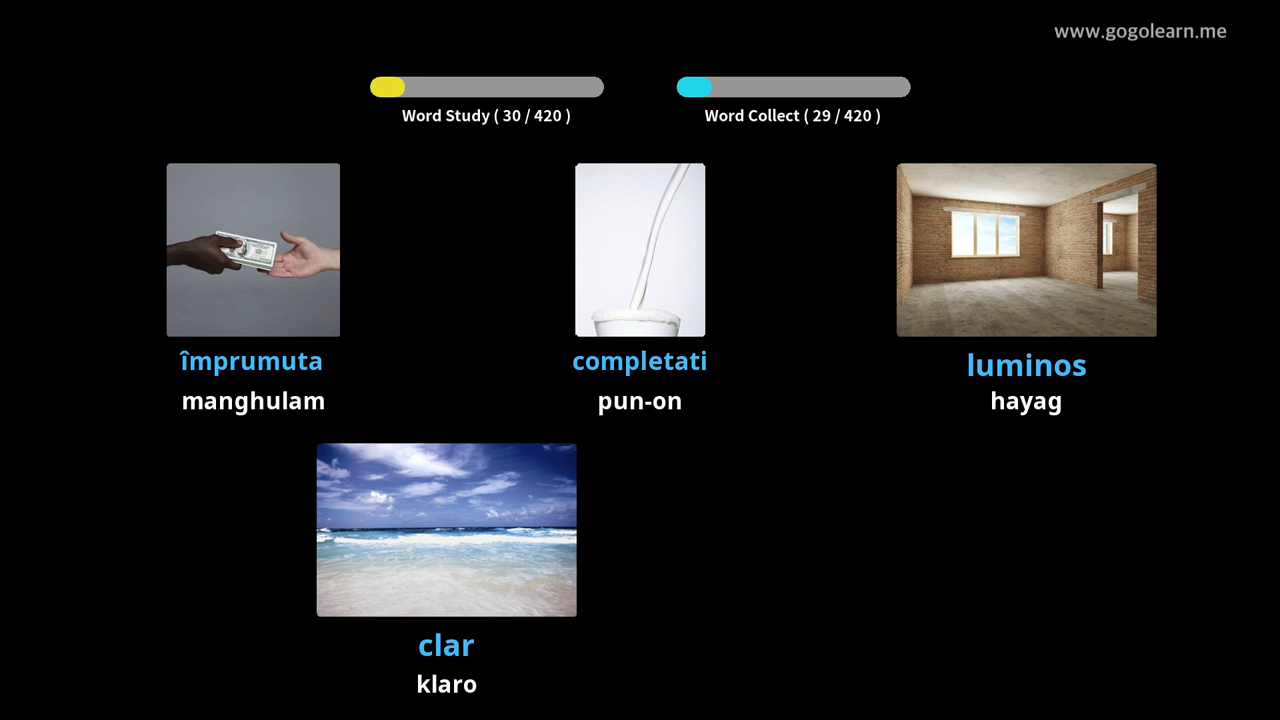 www.gogolearn.me
Word Study ( 30 / 420 )
Word Collect ( 29 / 420 )
împrumuta
manghulam
completati
pun-on
luminos
hayag
clar
klaro